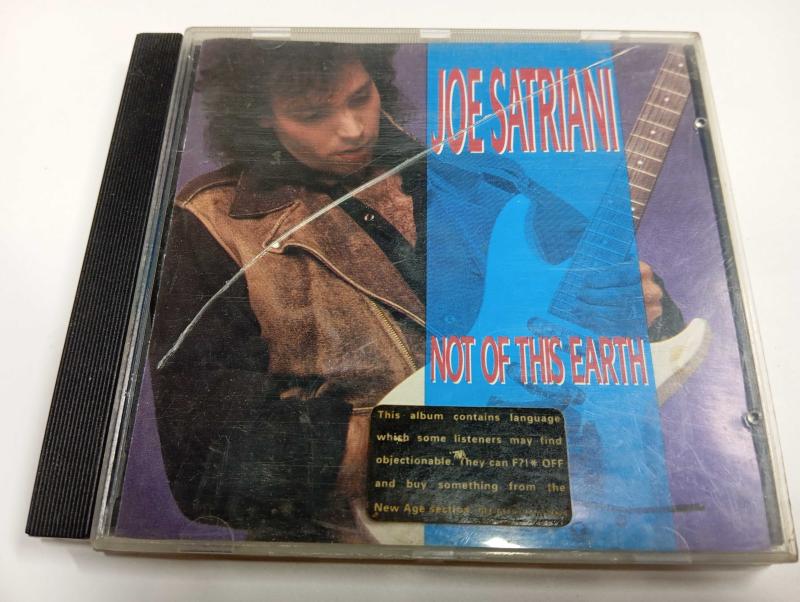 JOE SATRIANI
NOT OF THIS EARTH
This album contains language
which some listeners may find
objectionable. They can F?!* OFF
and buy something from the
New Age section.